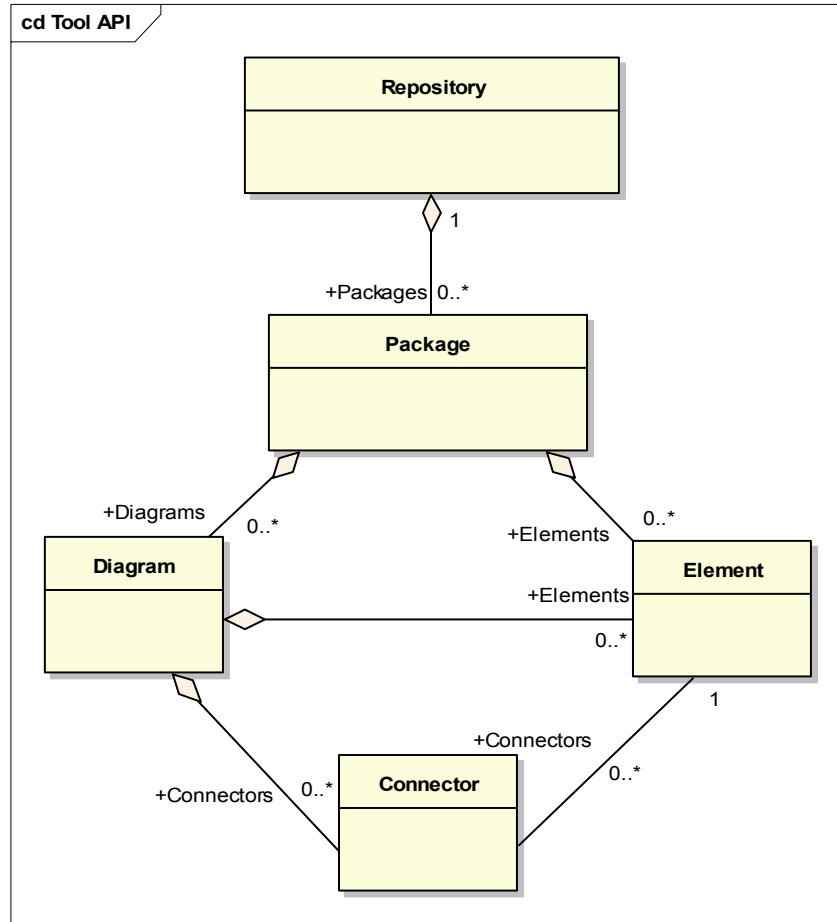 cd Tool API
Repository
1
+Packages 0..*
Package
+Diagrams
0..*
0..*
+Elements
Diagram
Element
+Elements
0..*
1
+Connectors
0..*
+Connectors
0..*
Connector